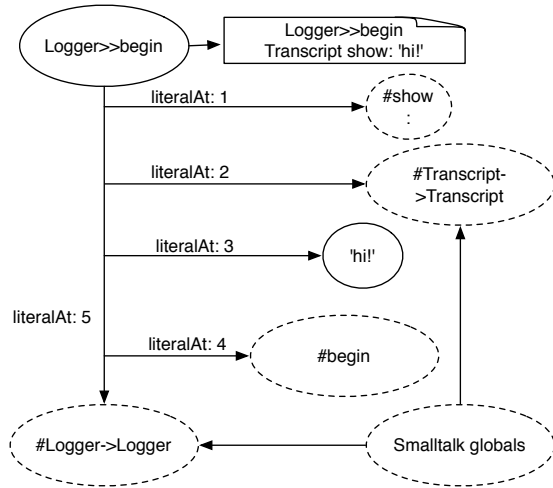 Logger>>begin
Logger>>begin
Transcript show: 'hi!'
literalAt: 1
#show
:
literalAt: 2
#Transcript-
>Transcript
literalAt: 3
'hi!'
literalAt: 5
literalAt: 4
#begin
#Logger->Logger
Smalltalk globals